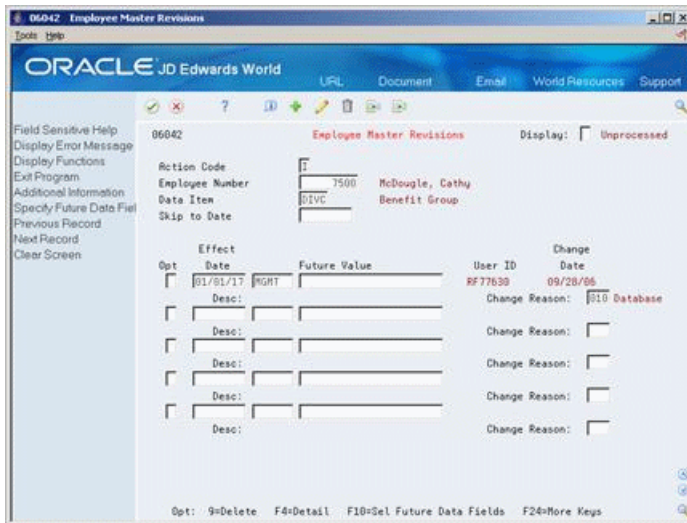 06042 Employee Master Revisions
Tools Help
ORACLE JD Edwards World
URL Document Email World Resources Support
Field Sensitive Help
Display Error Message
Display Functions
Exit Program
Additional Information
Specify Future Data Fiel
Previous Record
Next Record
Clear Screen
06042 Employee Master Revisions Display: Unprocessed
Action Code I
Employee Number 7500 McDougle, Cathy
Data Item DIVC Benefit Group
Skip to Date
Effect Change
Opt Date Future Value User ID Date
01/01/17 MGMT RF77630 09/28/06
Desc: Change Reason: 010 Database
Desc: Change Reason:
Desc: Change Reason:
Desc: Change Reason:
Desc: Change Reason:
Opt: 9=Delete F4=Detail F10=Sel Future Data Fields F24=More Keys